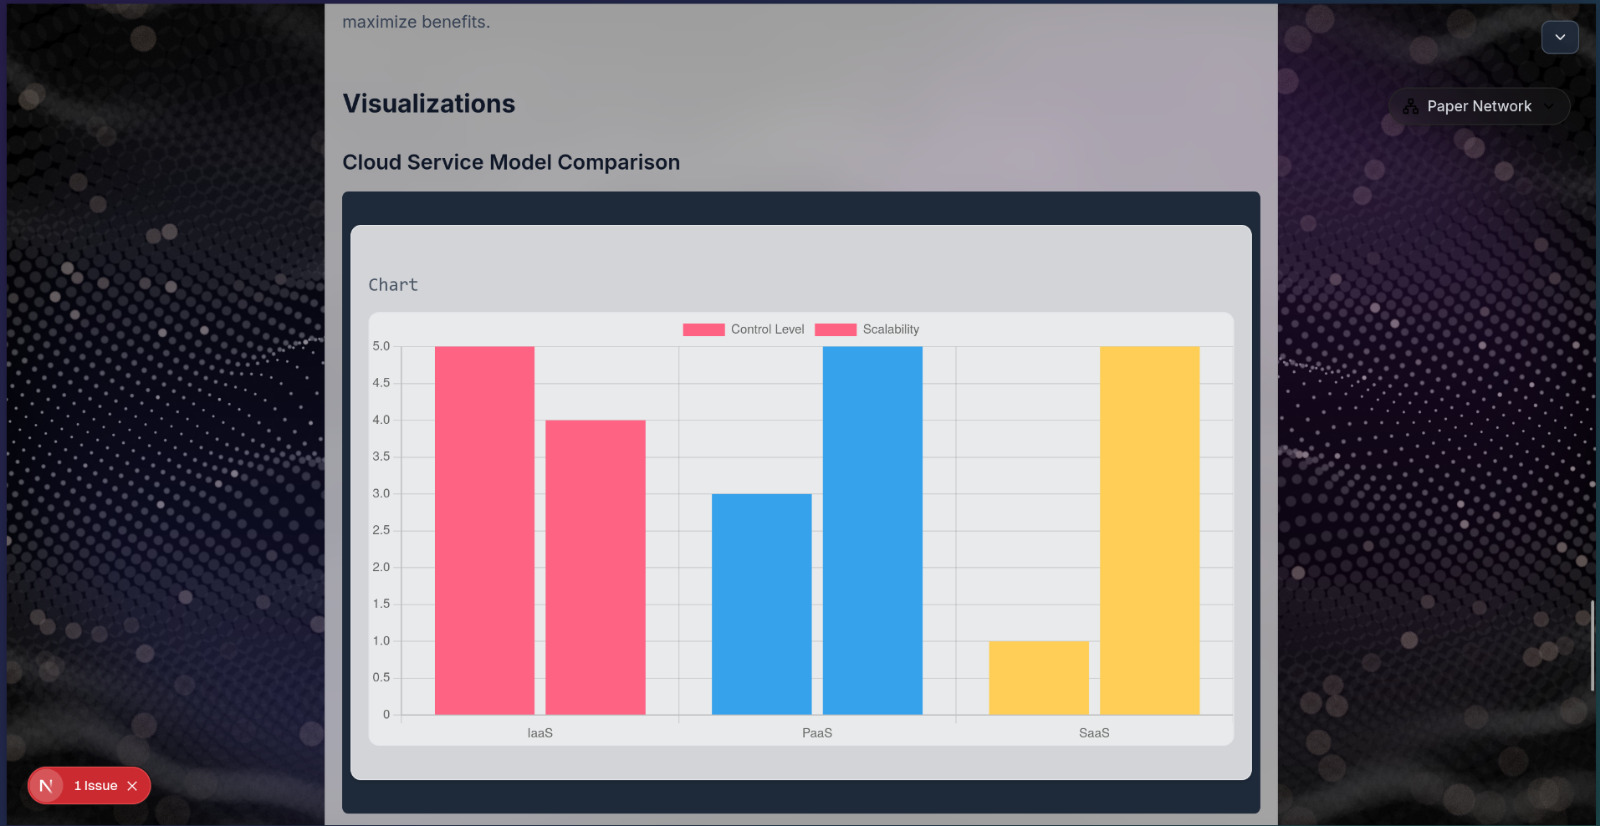 maximize benefits.
Visualizations
Paper Network
Cloud Service Model Comparison
Chart
Control Level Scalability
5.0
4.5
4.0
3.5
3.0
2.5
2.0
1.5
1.0
0.5
0
IaaS PaaS SaaS
N 1 Issue